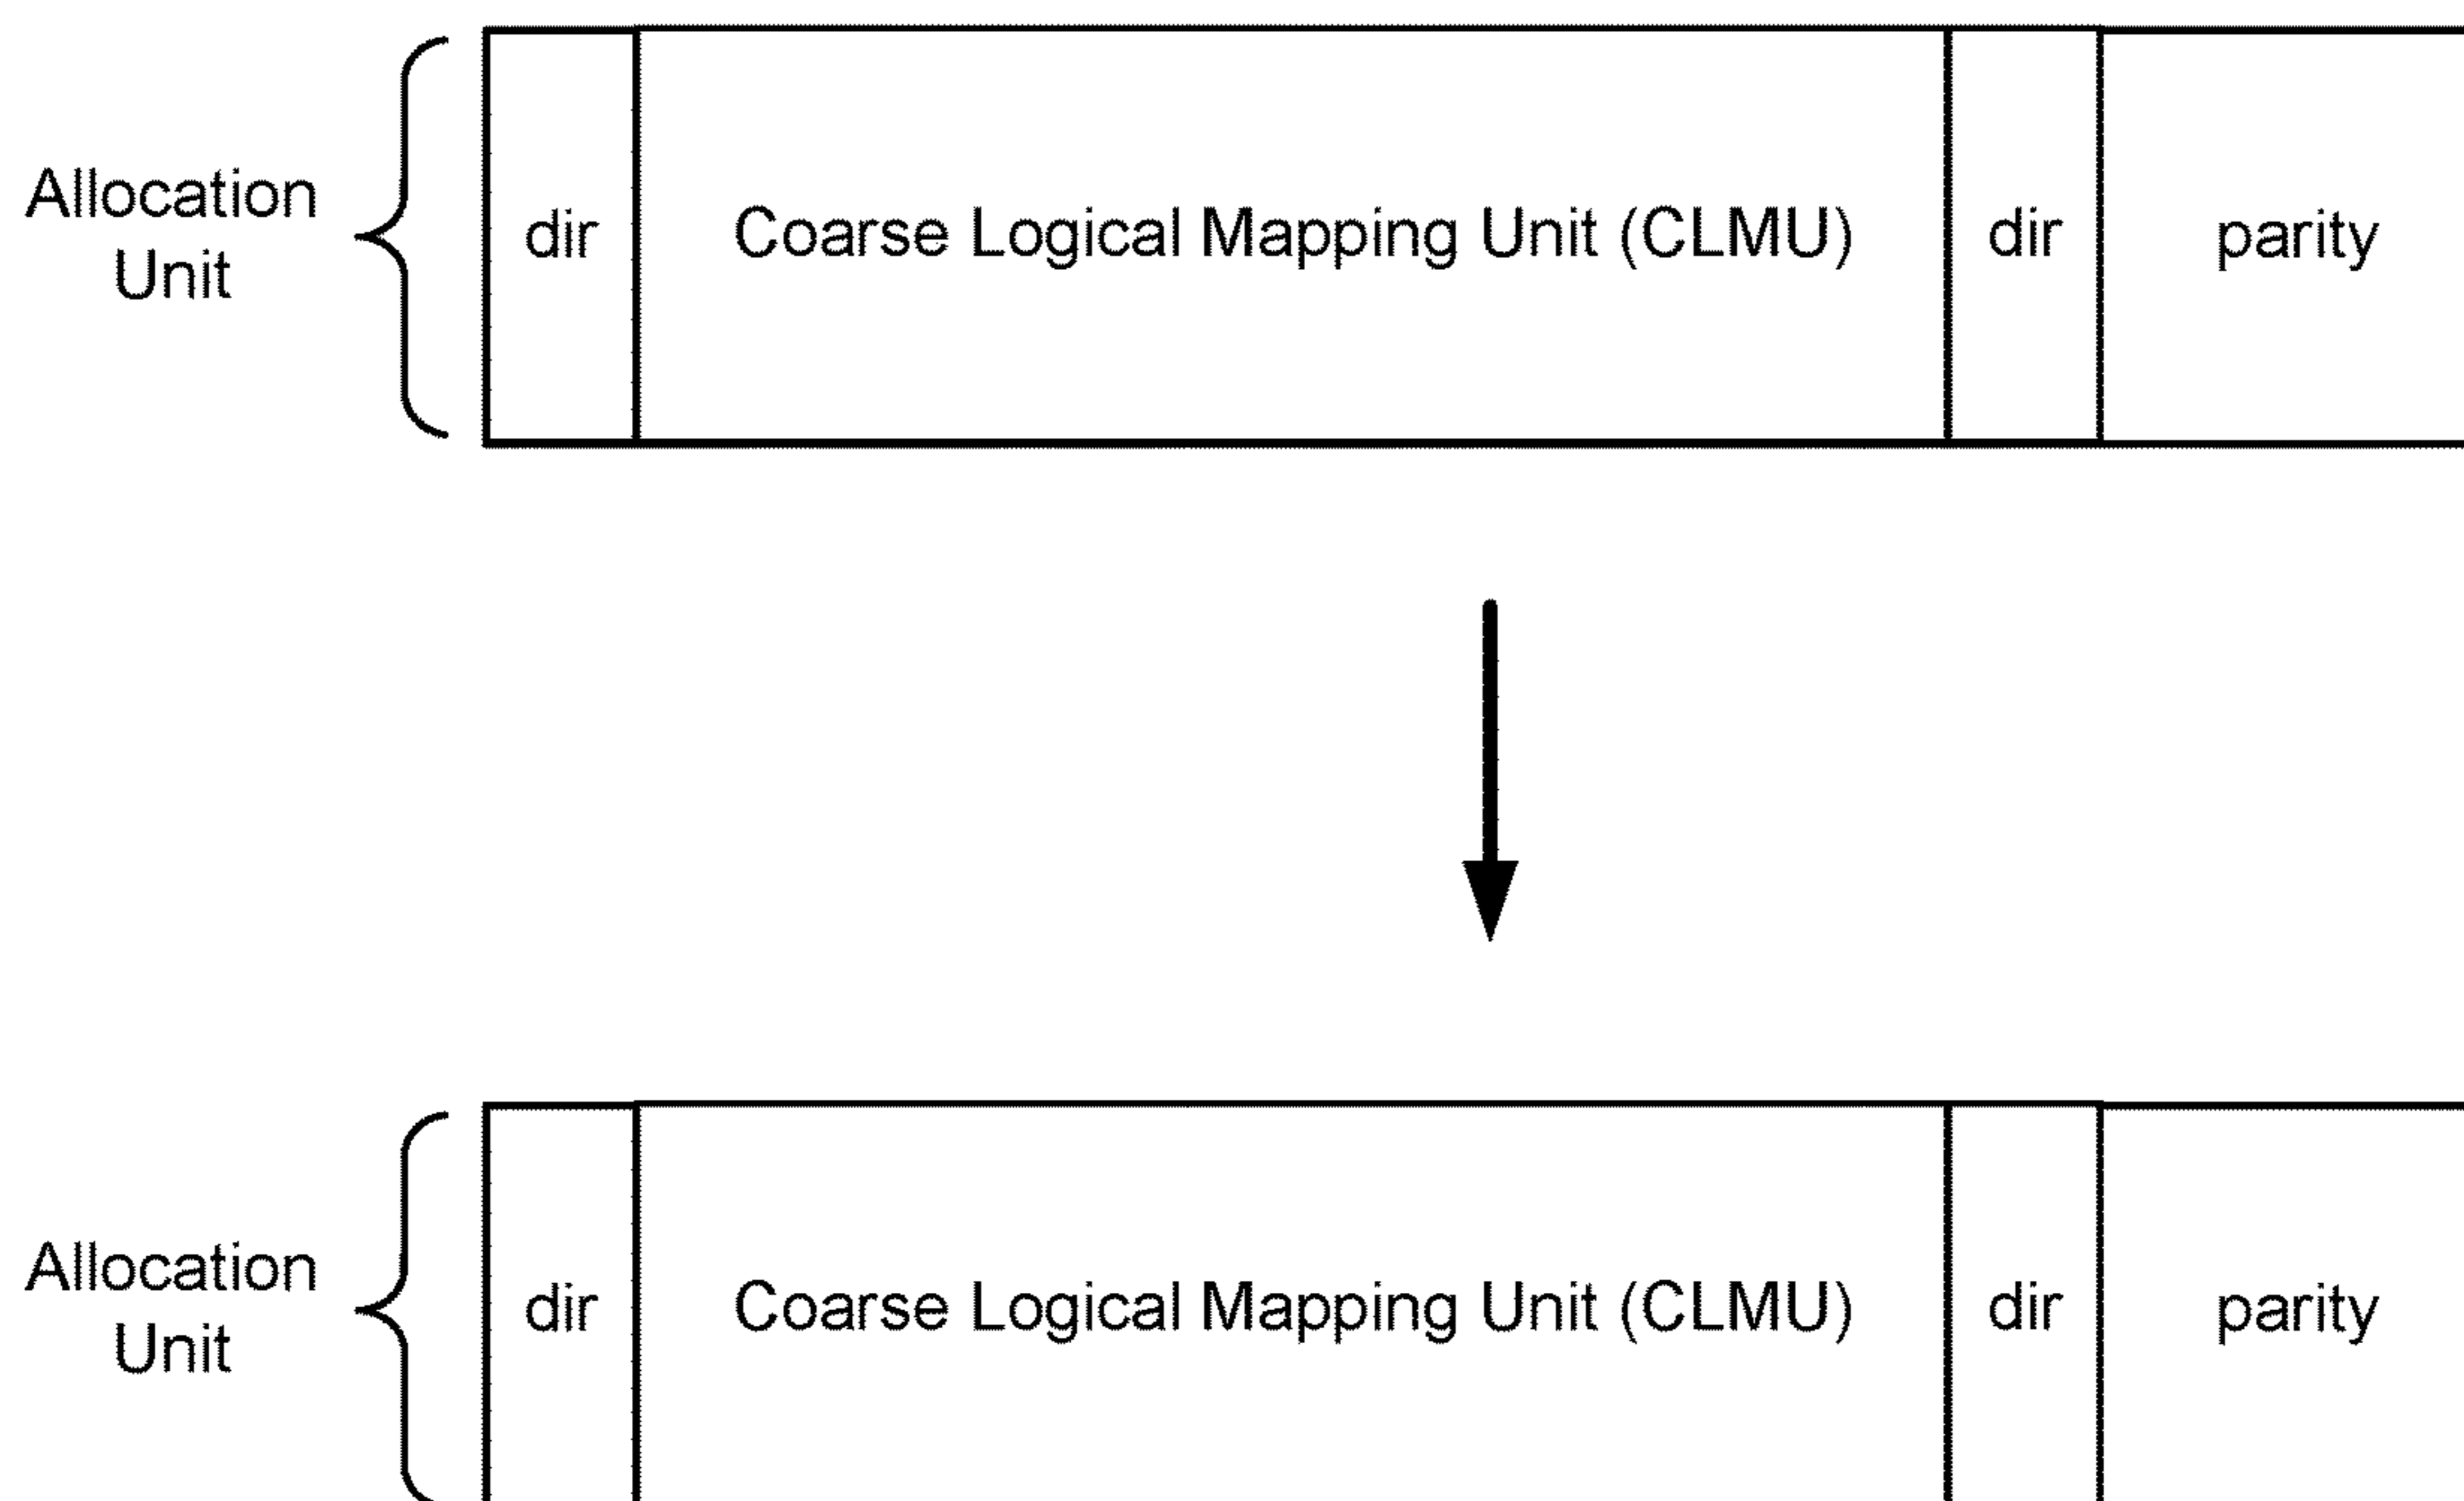 Allocation
Unit
dir
Coarse Logical Mapping Unit (CLMU)
dir
parity
Allocation
Unit
dir
Coarse Logical Mapping Unit (CLMU)
dir
parity